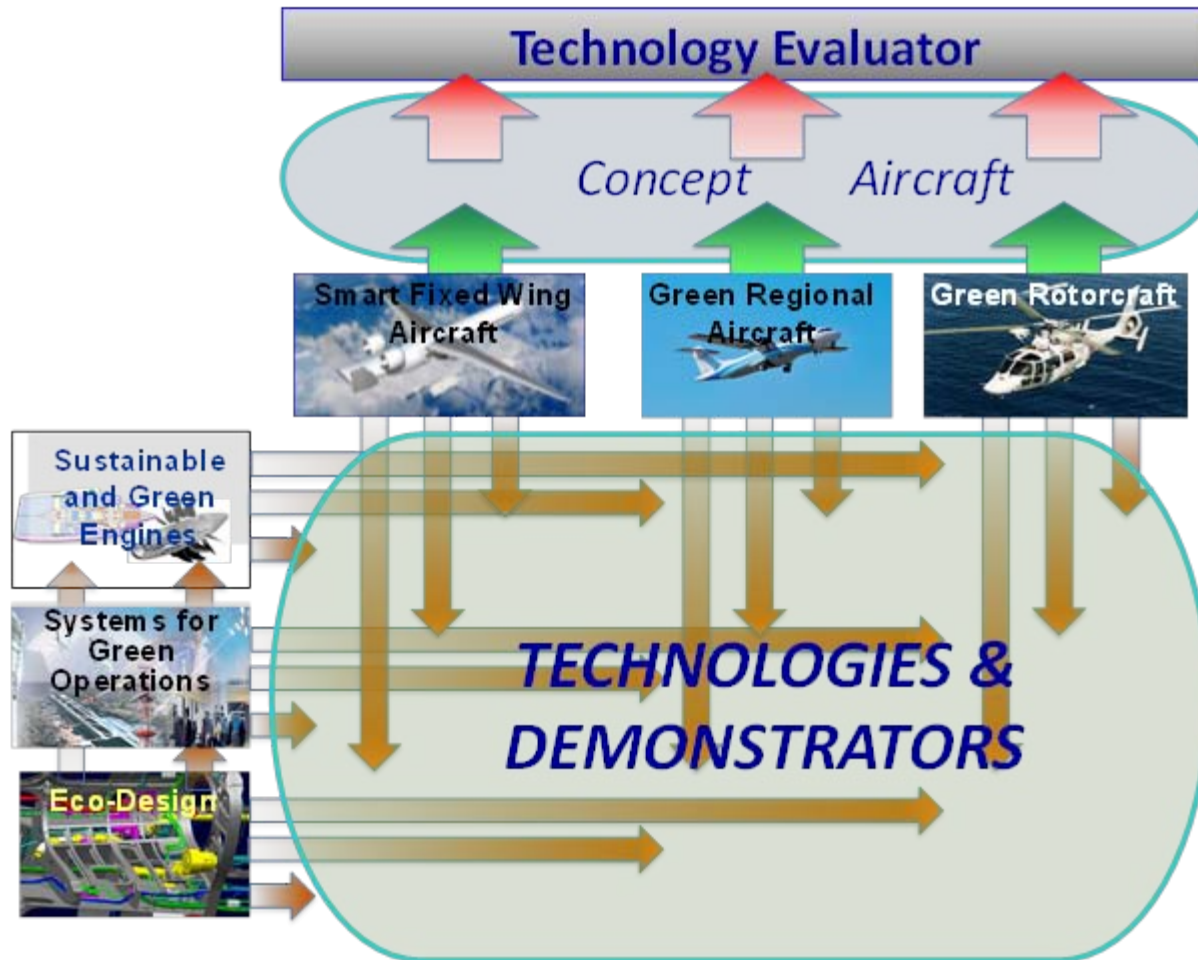 Technology Evaluator
Concept Aircraft
Smart Fixed Wing
Aircraft
Green Regional
Aircraft
Green Rotorcraft
Sustainable
and Green
Engines
Systems for
Green
Operations
Eco-Design
TECHNOLOGIES &
DEMONSTRATORS